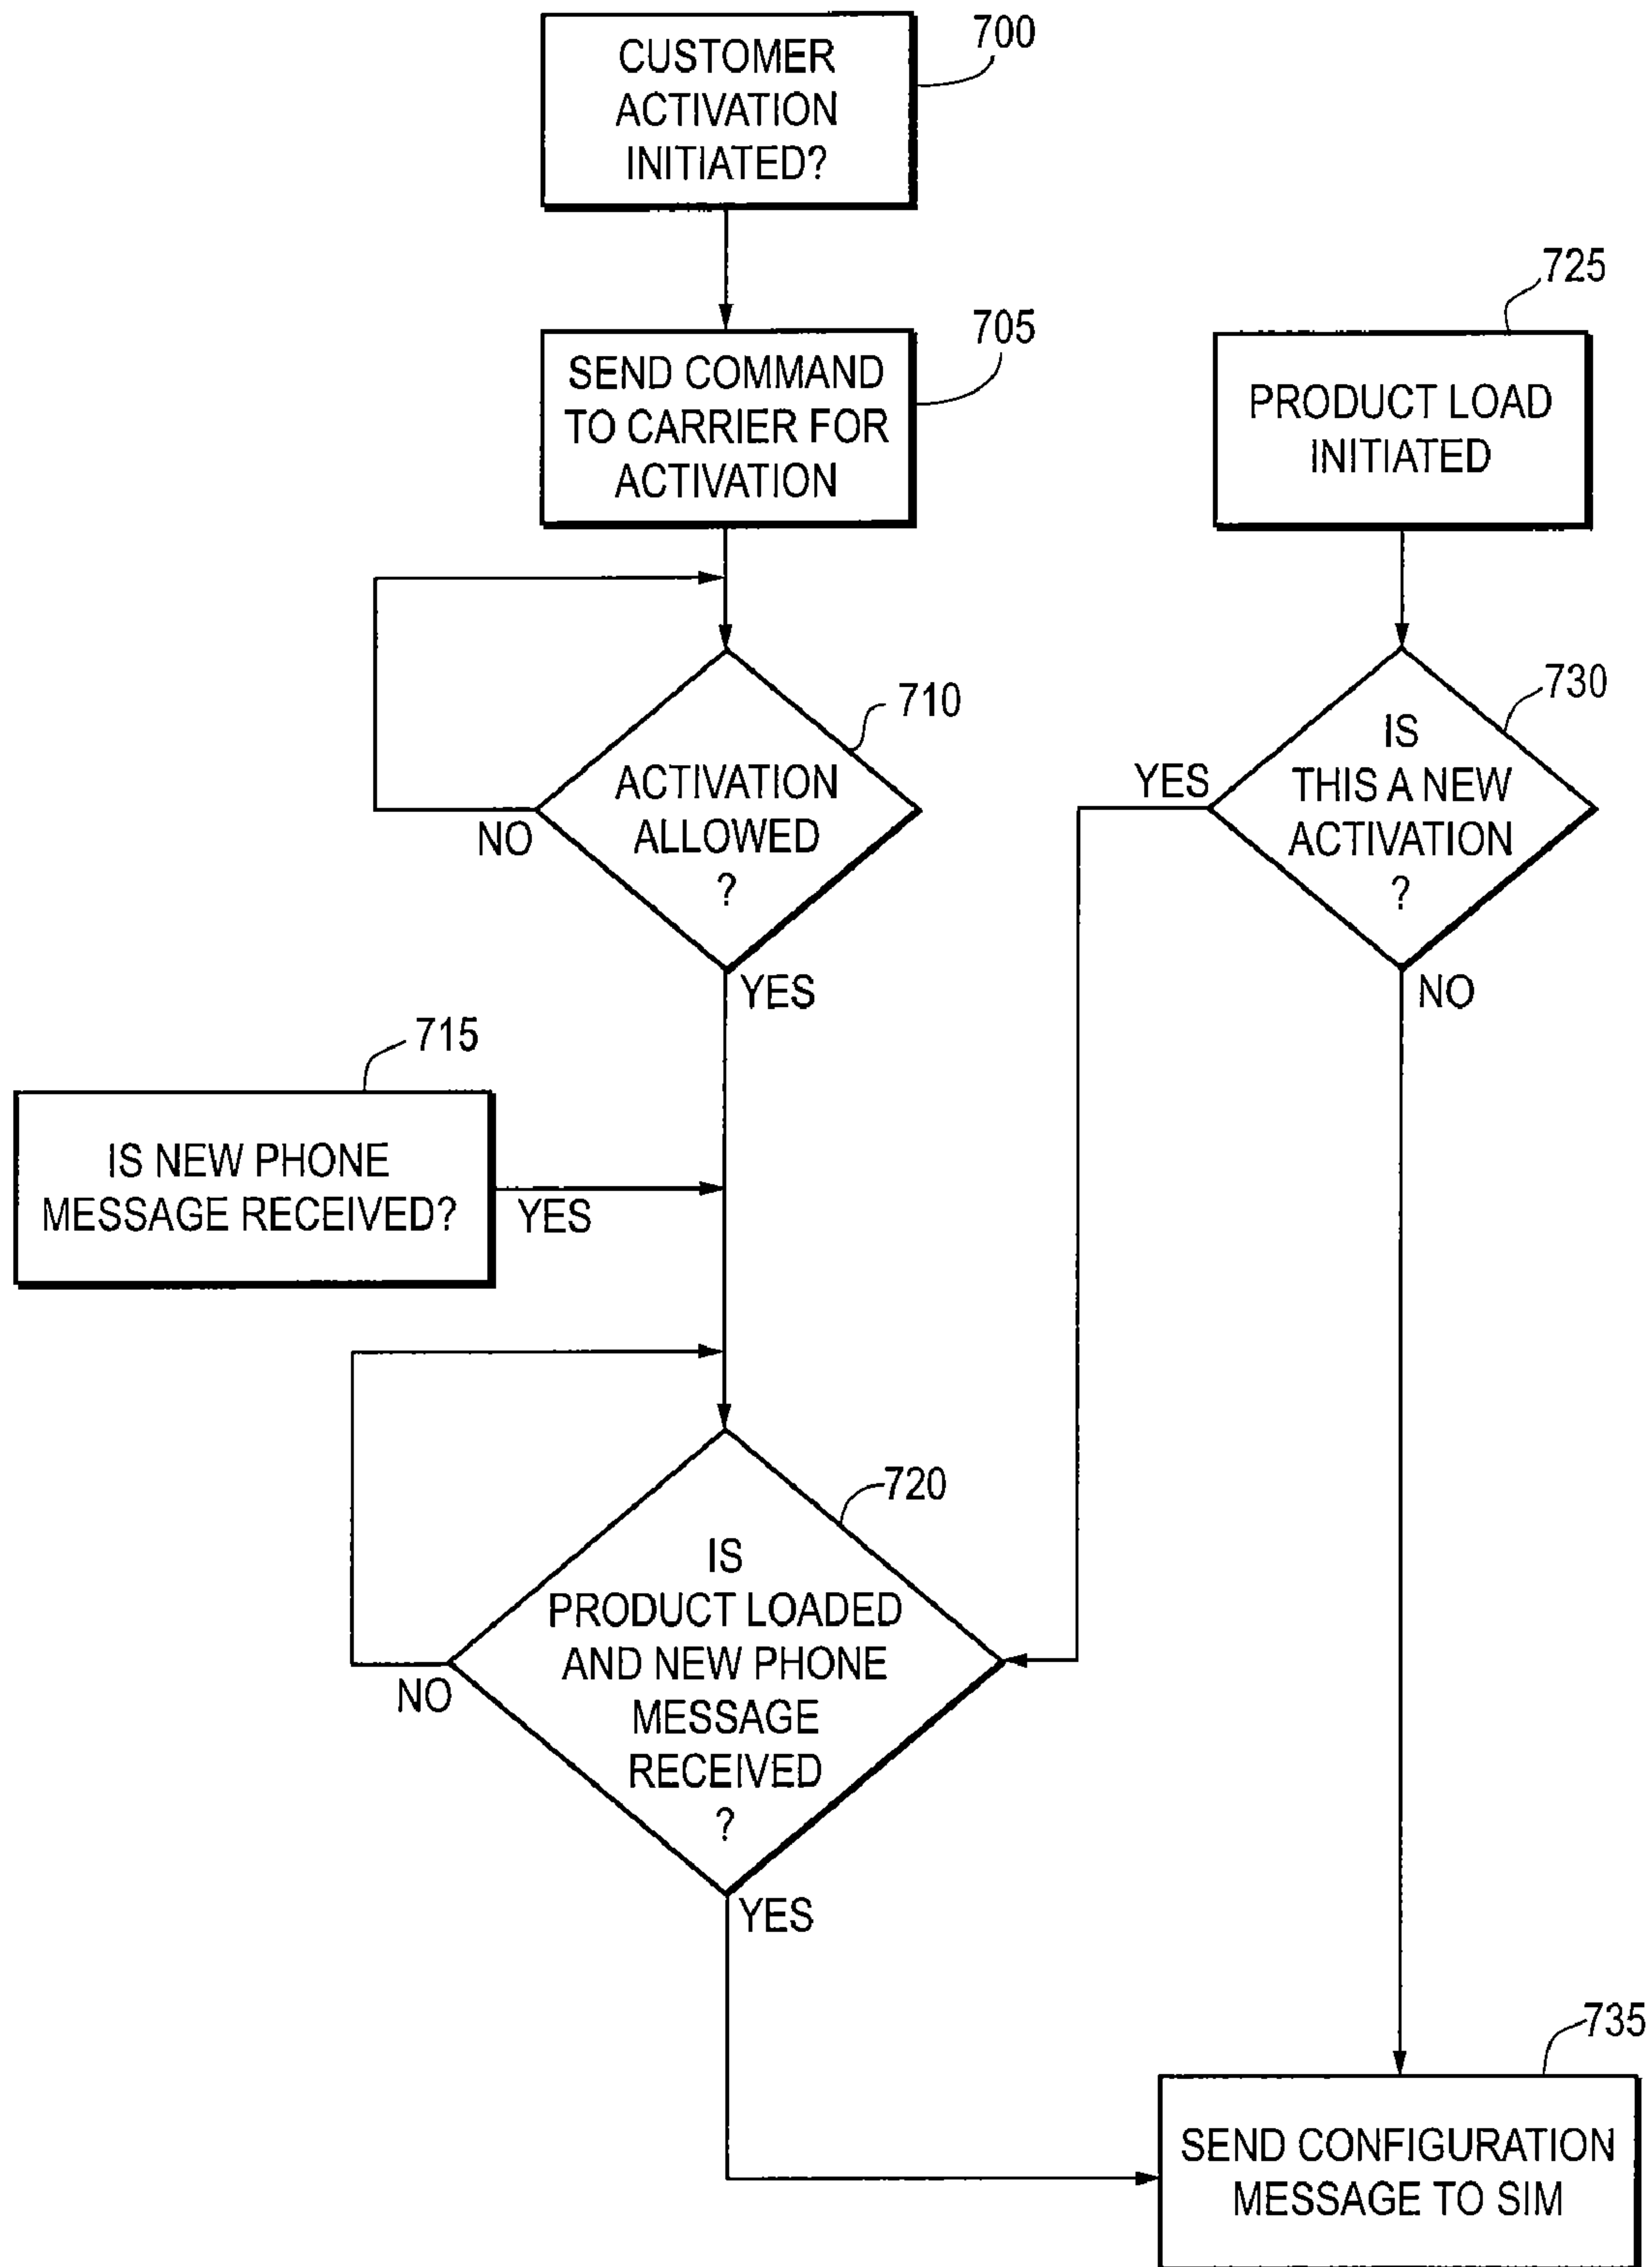 700
CUSTOMER
ACTIVATION
INITIATED?
705
SEND COMMAND
TO CARRIER FOR
ACTIVATION
725
PRODUCT LOAD
INITIATED
710
ACTIVATION
ALLOWED
?
NO
YES
730
IS
THIS A NEW
ACTIVATION
?
YES
NO
715
IS NEW PHONE
MESSAGE RECEIVED?
YES
720
IS
PRODUCT LOADED
AND NEW PHONE
MESSAGE
RECEIVED
?
NO
YES
735
SEND CONFIGURATION
MESSAGE TO SIM